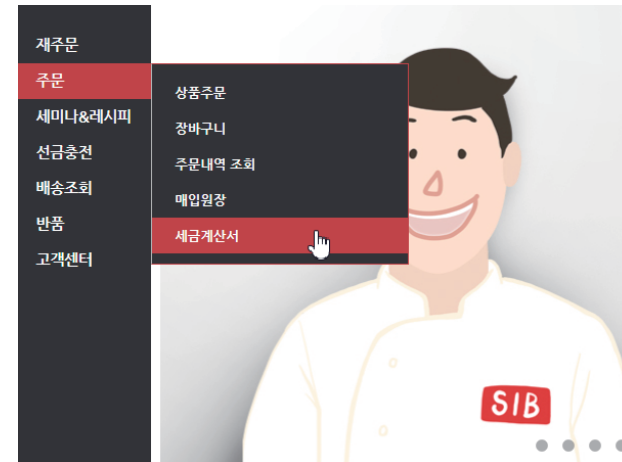 재주문
주문
세미나&레시피
선금충전
배송조회
반품
고객센터
상품주문
장바구니
주문내역 조회
매입원장
세금계산서
SIB